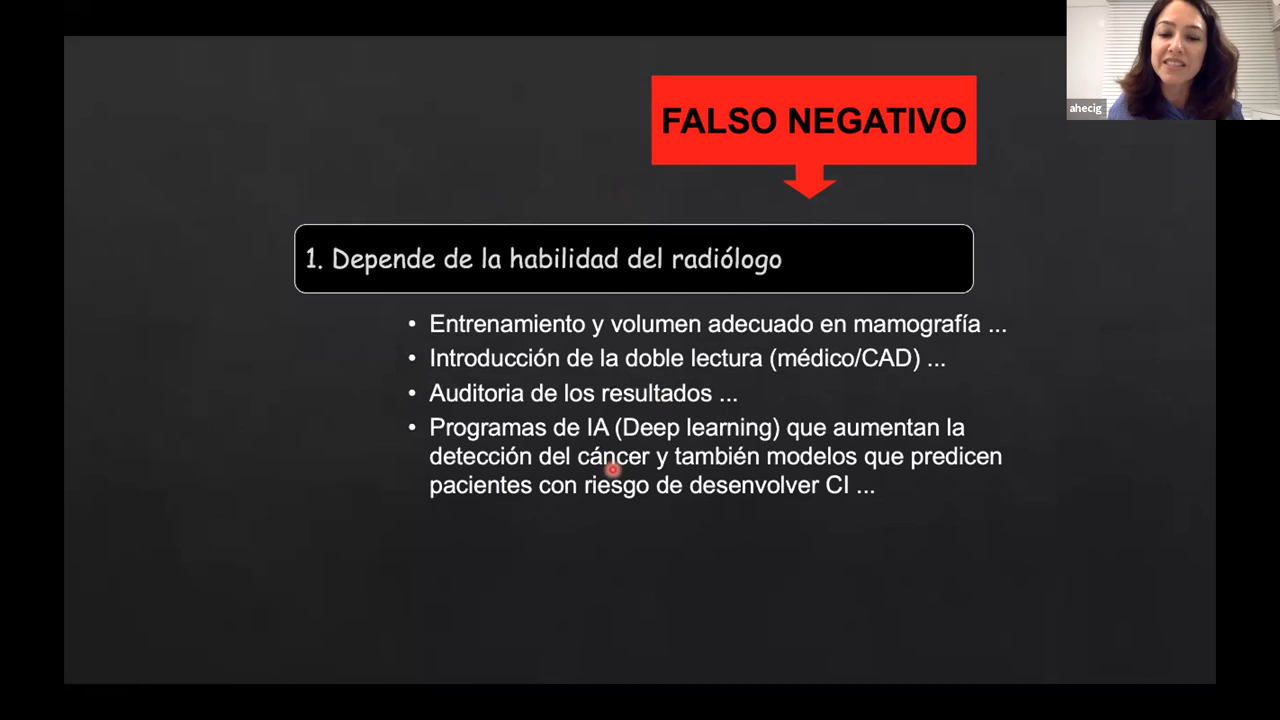 ahecig
FALSO NEGATIVO
1. Depende de la habilidad del radiólogo
• Entrenamiento y volumen adecuado en mamografía ...
• Introducción de la doble lectura (médico/CAD) ...
• Auditoria de los resultados ...
• Programas de IA (Deep learning) que aumentan la
detección del cáncer y también modelos que predicen
pacientes con riesgo de desenvolver CI ...